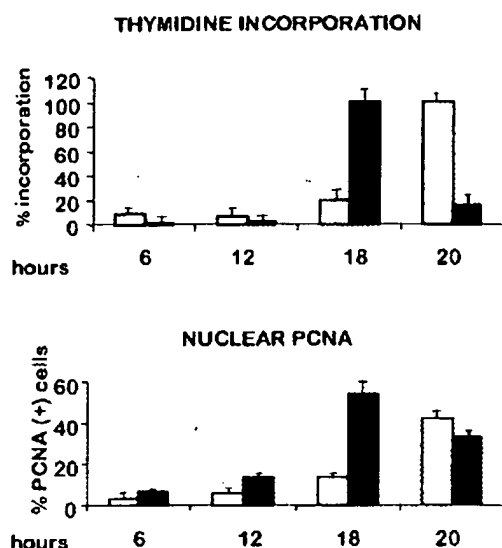 THYMIDINE INCORPORATION
% incorporation
120
100
80
60
40
20
0
hours 6 12 18 20
NUCLEAR PCNA
% PCNA (+) cells
60
40
20
0
hours 6 12 18 20